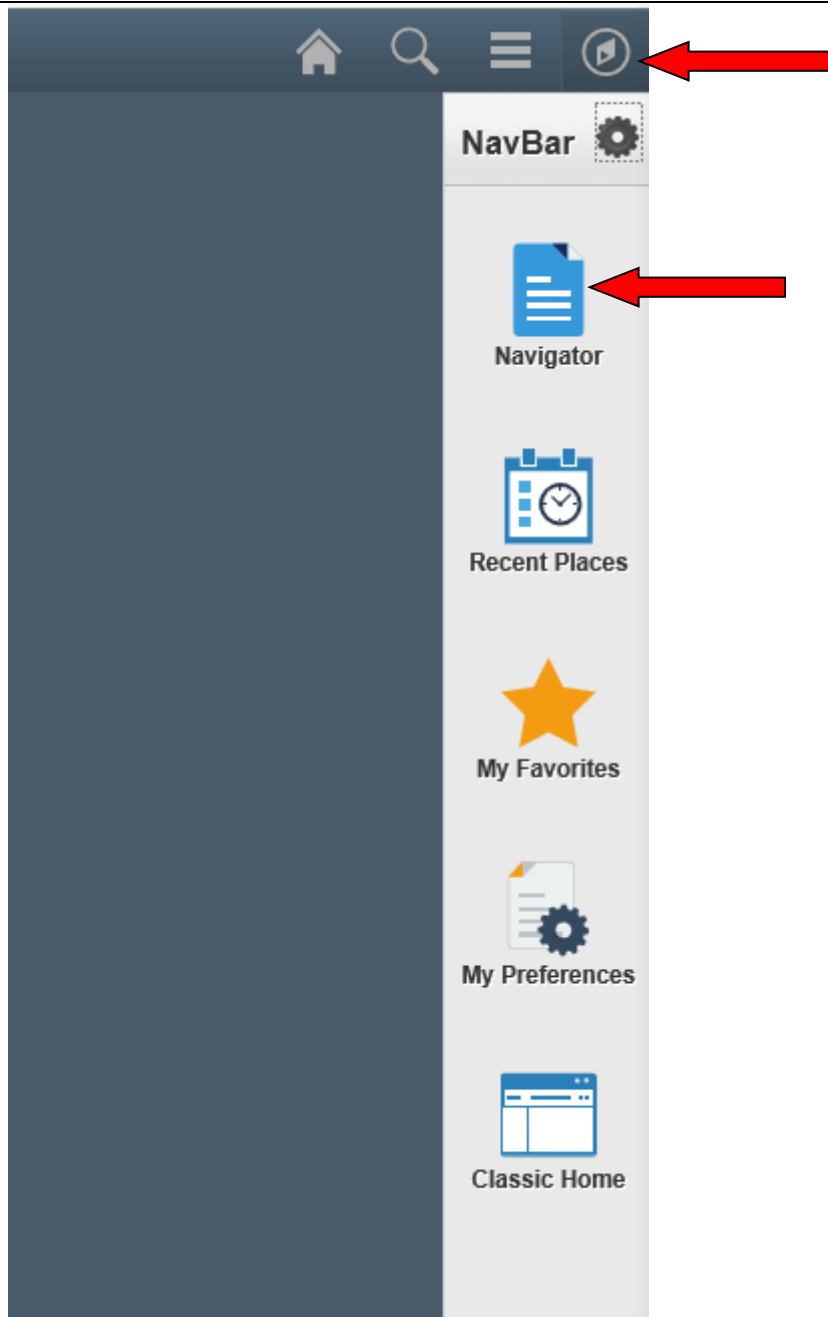 NavBar
Navigator
Recent Places
My Favorites
My Preferences
Classic Home